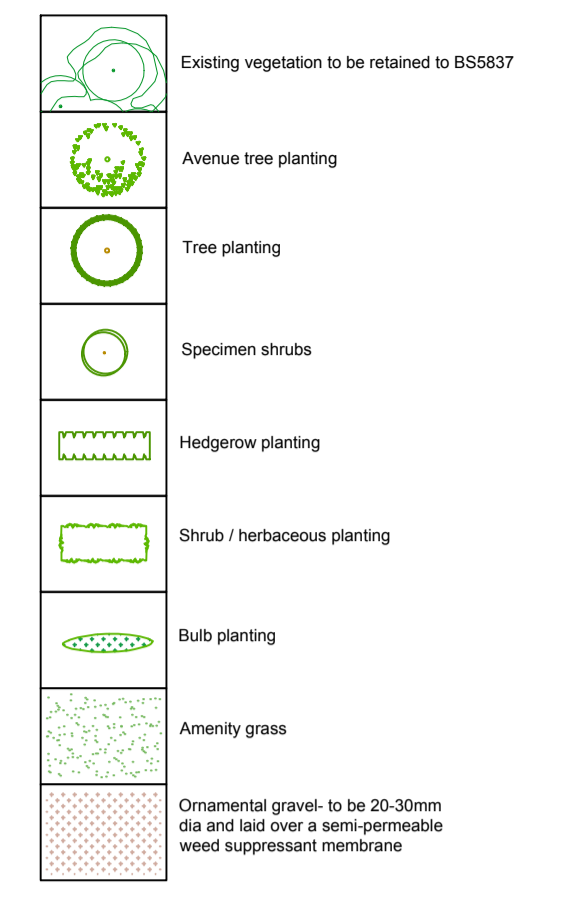 Existing vegetation to be retained to BS5837
Avenue tree planting
Tree planting
Specimen shrubs
Hedgerow planting
Shrub / herbaceous planting
Bulb planting
Amenity grass
Ornamental gravel- to be 20-30mm
dia and laid over a semi-permeable
weed suppressant membrane